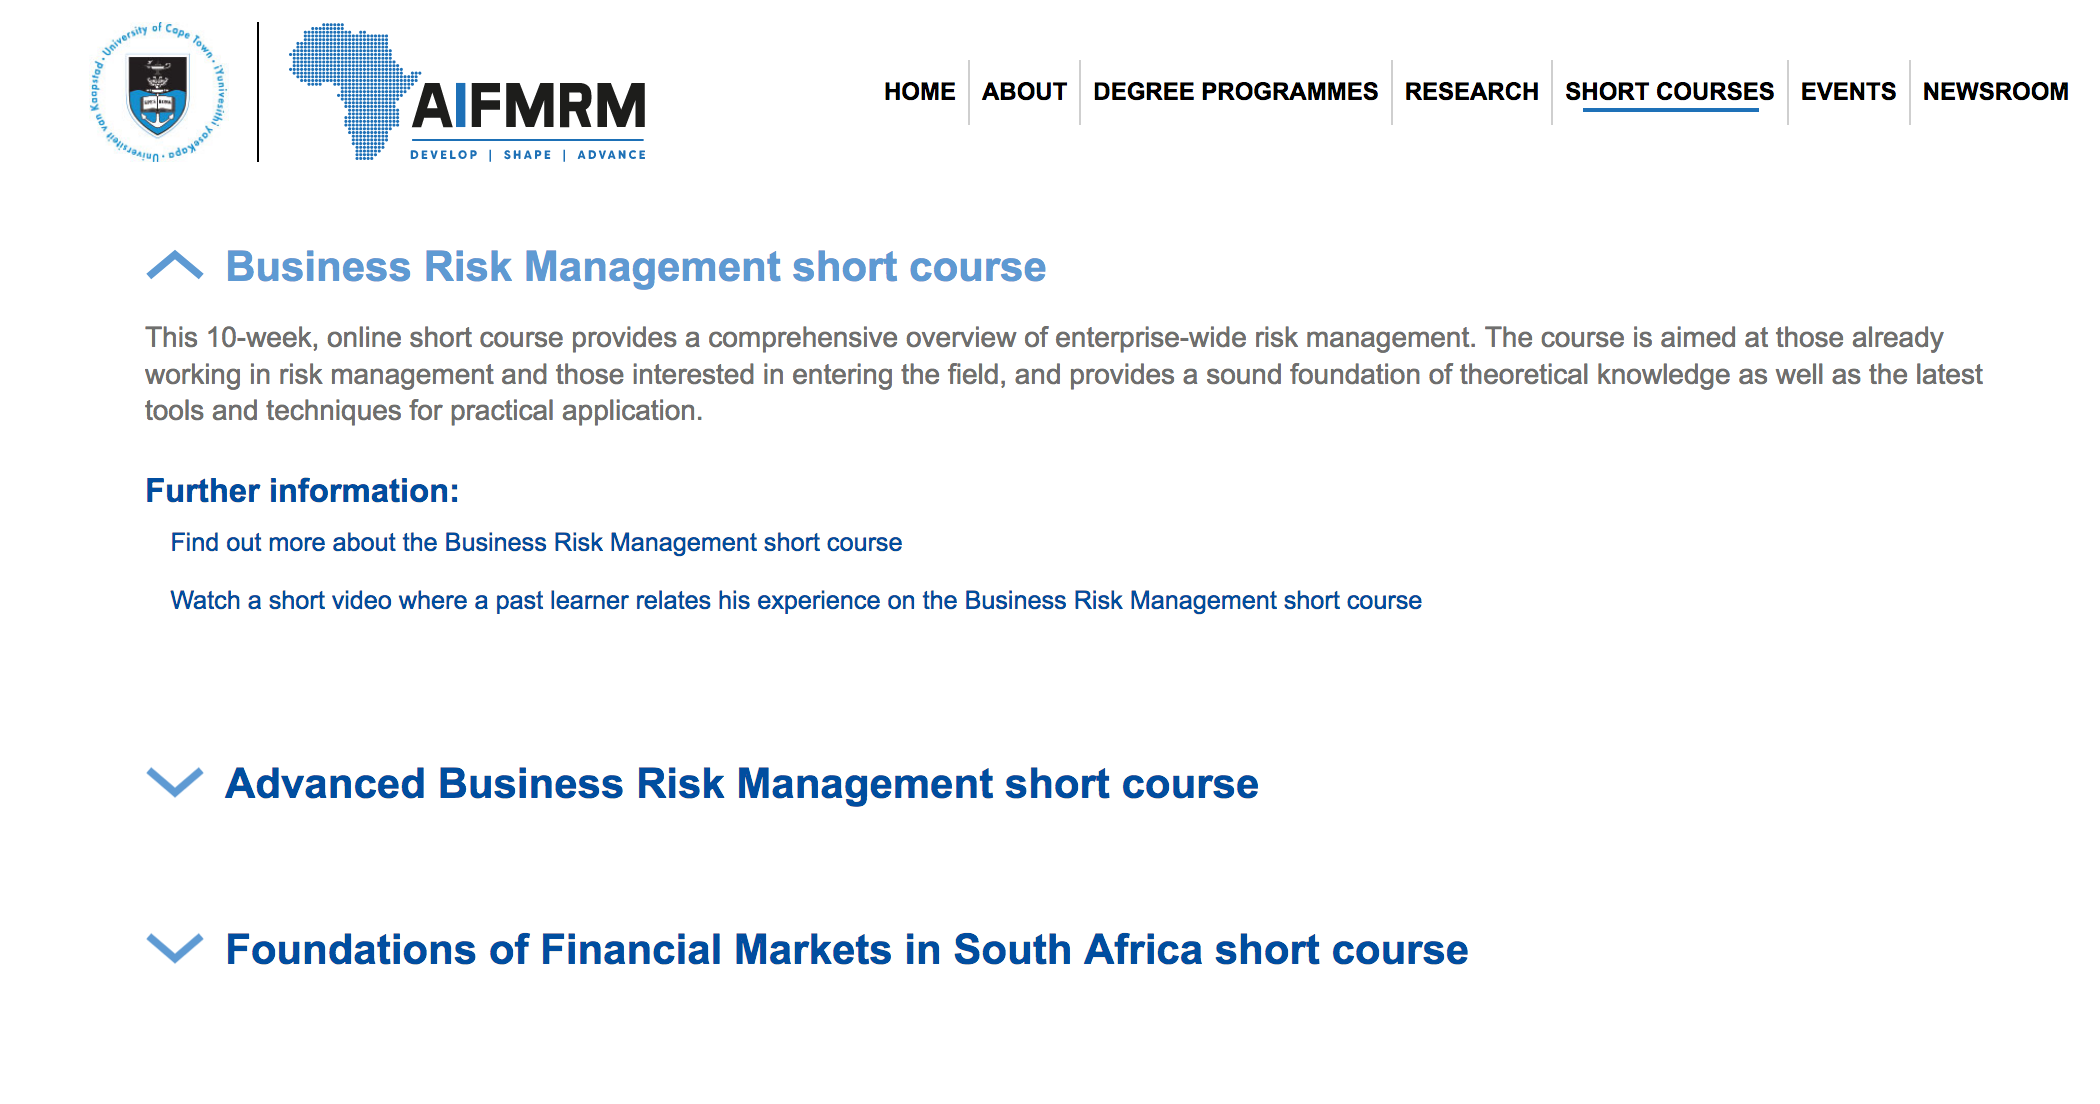 University of Cape Town · iYunivesithi yaseKapa · Universiteit van Kaapstad ·
AIFMRM
DEVELOP | SHAPE | ADVANCE
HOME ABOUT DEGREE PROGRAMMES RESEARCH SHORT COURSES EVENTS NEWSROOM
Business Risk Management short course
This 10-week, online short course provides a comprehensive overview of enterprise-wide risk management. The course is aimed at those already
working in risk management and those interested in entering the field, and provides a sound foundation of theoretical knowledge as well as the latest
tools and techniques for practical application.
Further information:
Find out more about the Business Risk Management short course
Watch a short video where a past learner relates his experience on the Business Risk Management short course
Advanced Business Risk Management short course
Foundations of Financial Markets in South Africa short course